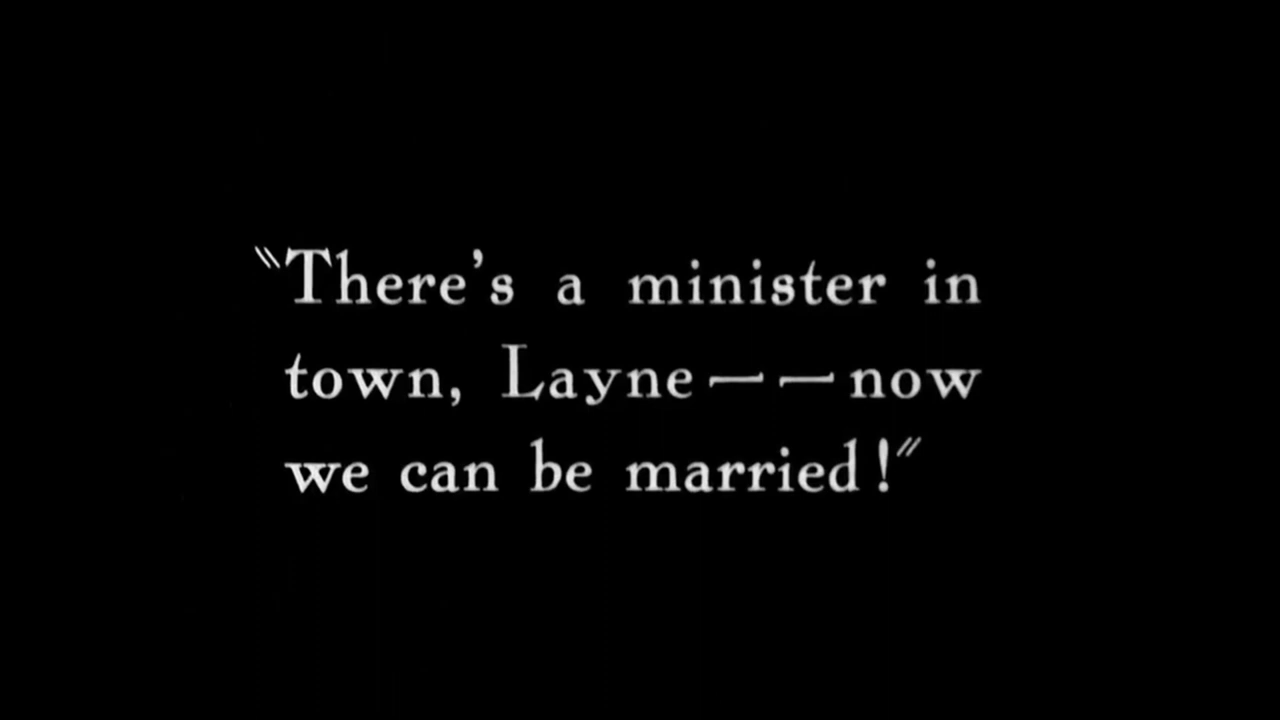 "There's a minister in
town, Layne——now
we can be married!"